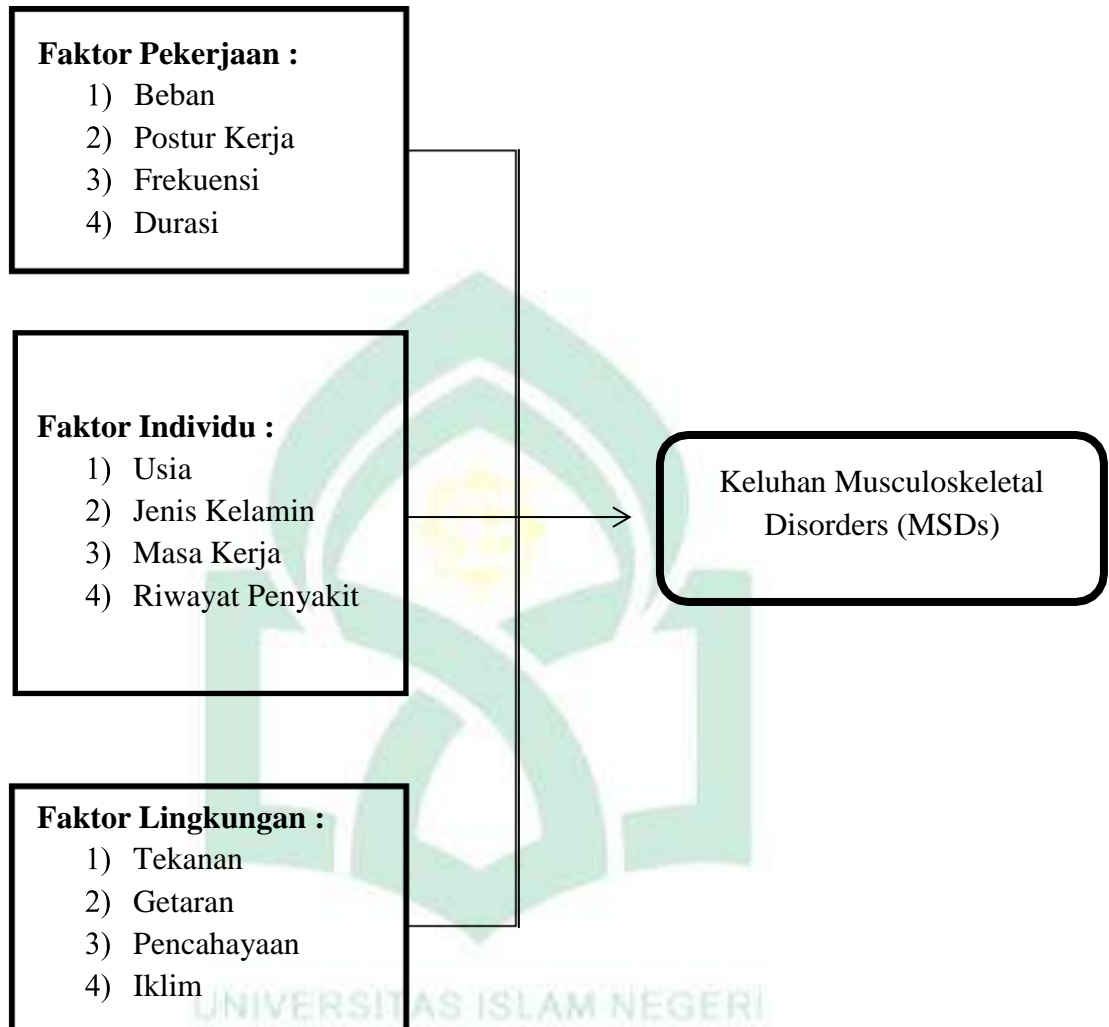 Faktor Pekerjaan :
1) Beban
2) Postur Kerja
3) Frekuensi
4) Durasi
Faktor Individu :
1) Usia
2) Jenis Kelamin
3) Masa Kerja
4) Riwayat Penyakit
Keluhan Musculoskeletal
Disorders (MSDs)
Faktor Lingkungan :
1) Tekanan
2) Getaran
3) Pencahayaan
4) Iklim
UNIVERSITAS ISLAM NEGERI